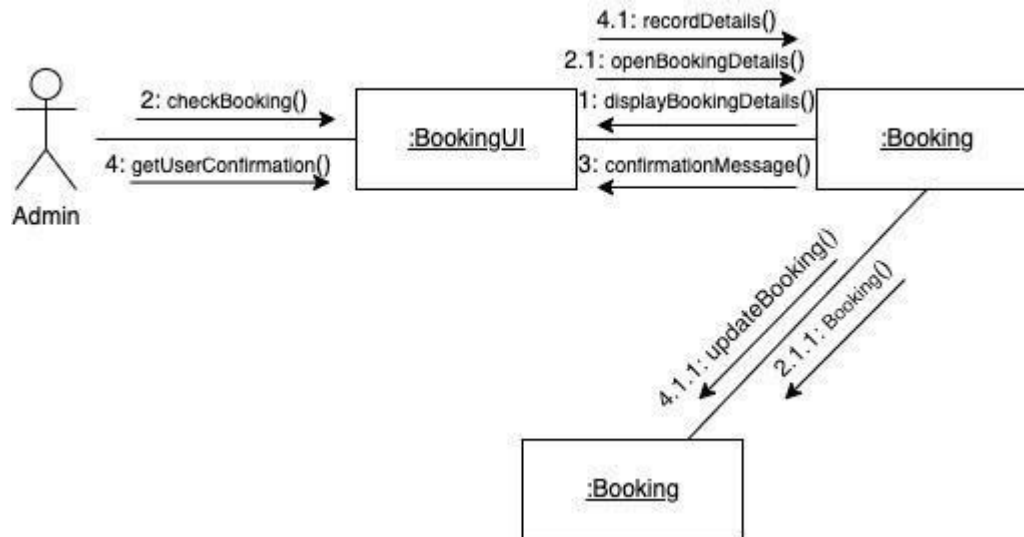 4.1: recordDetails()
2.1: openBookingDetails()
2: checkBooking()
1: displayBookingDetails()
:BookingUI
:Booking
4: getUserConfirmation()
3: confirmationMessage()
Admin
4.1.1: updateBooking()
2.1.1: Booking()
:Booking